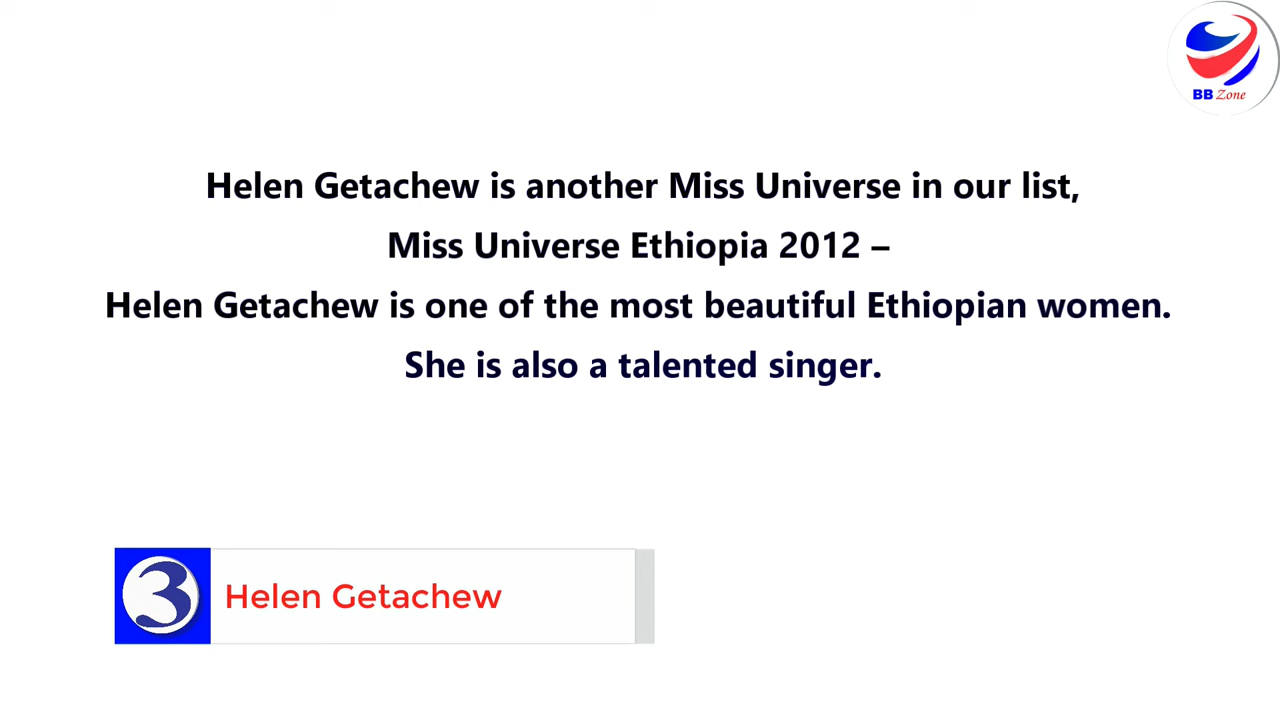 BB Zone
Helen Getachew is another Miss Universe in our list,
Miss Universe Ethiopia 2012 –
Helen Getachew is one of the most beautiful Ethiopian women.
She is also a talented singer.
3 Helen Getachew